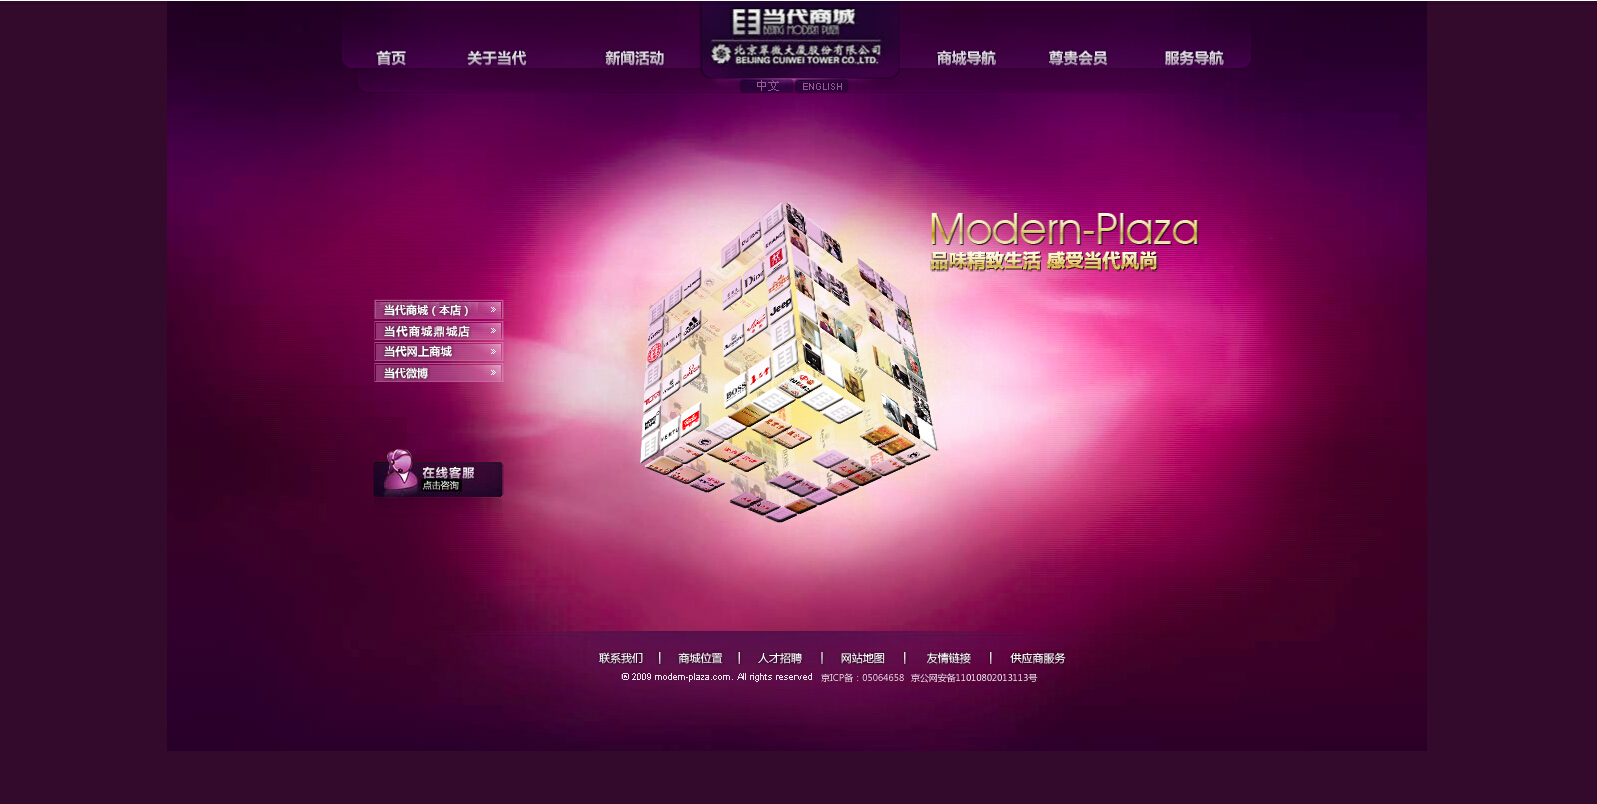 当代商城
BEIJING MODERN PLAZA
北京翠微大厦股份有限公司
BEIJING CUIWEI TOWER CO.,LTD.
首页 关于当代 新闻活动 商城导航 尊贵会员 服务导航
中文 ENGLISH
Modern-Plaza
品味精致生活 感受当代风尚
当代商城（本店） »
当代商城鼎城店 »
当代网上商城 »
当代微博 »
在线客服
点击咨询
Dior
Jeep
BOSS
VERTU
联系我们 | 商城位置 | 人才招聘 | 网站地图 | 友情链接 | 供应商服务
© 2009 modern-plaza.com. All rights reserved 京ICP备：05064658 京公网安备11010802013113号